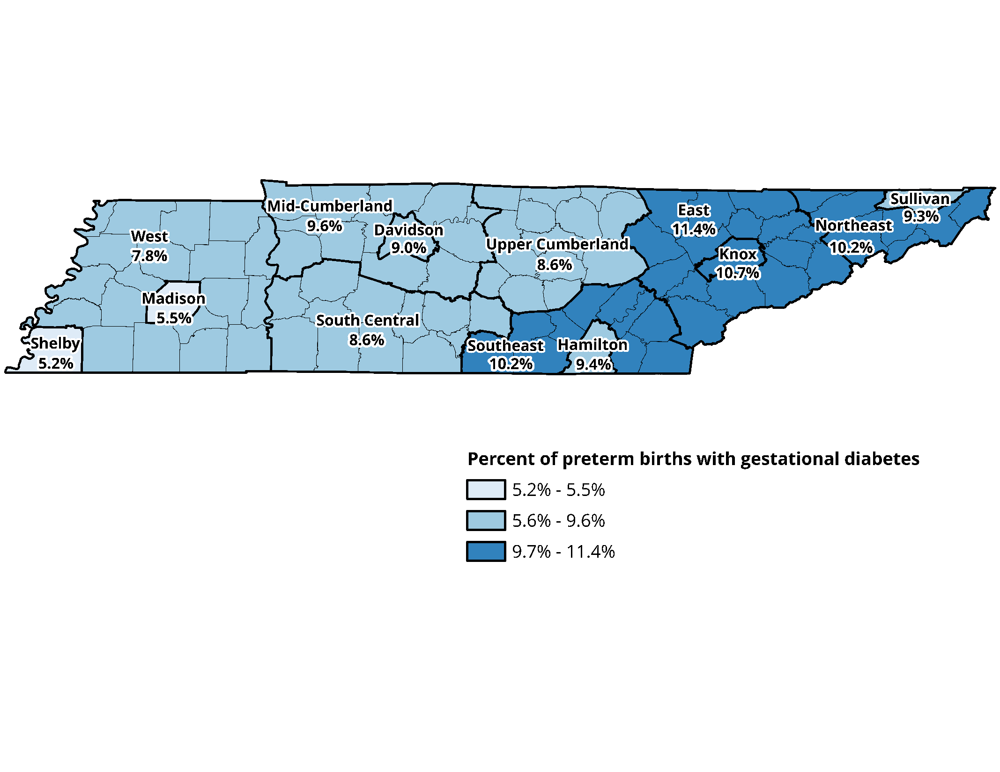 Mid-Cumberland
9.6%
West
7.8%
Davidson
9.0%
Upper Cumberland
8.6%
East
11.4%
Sullivan
9.3%
Northeast
10.2%
Knox
10.7%
Madison
5.5%
Shelby
5.2%
South Central
8.6%
Southeast
10.2%
Hamilton
9.4%
Percent of preterm births with gestational diabetes
5.2% - 5.5%
5.6% - 9.6%
9.7% - 11.4%